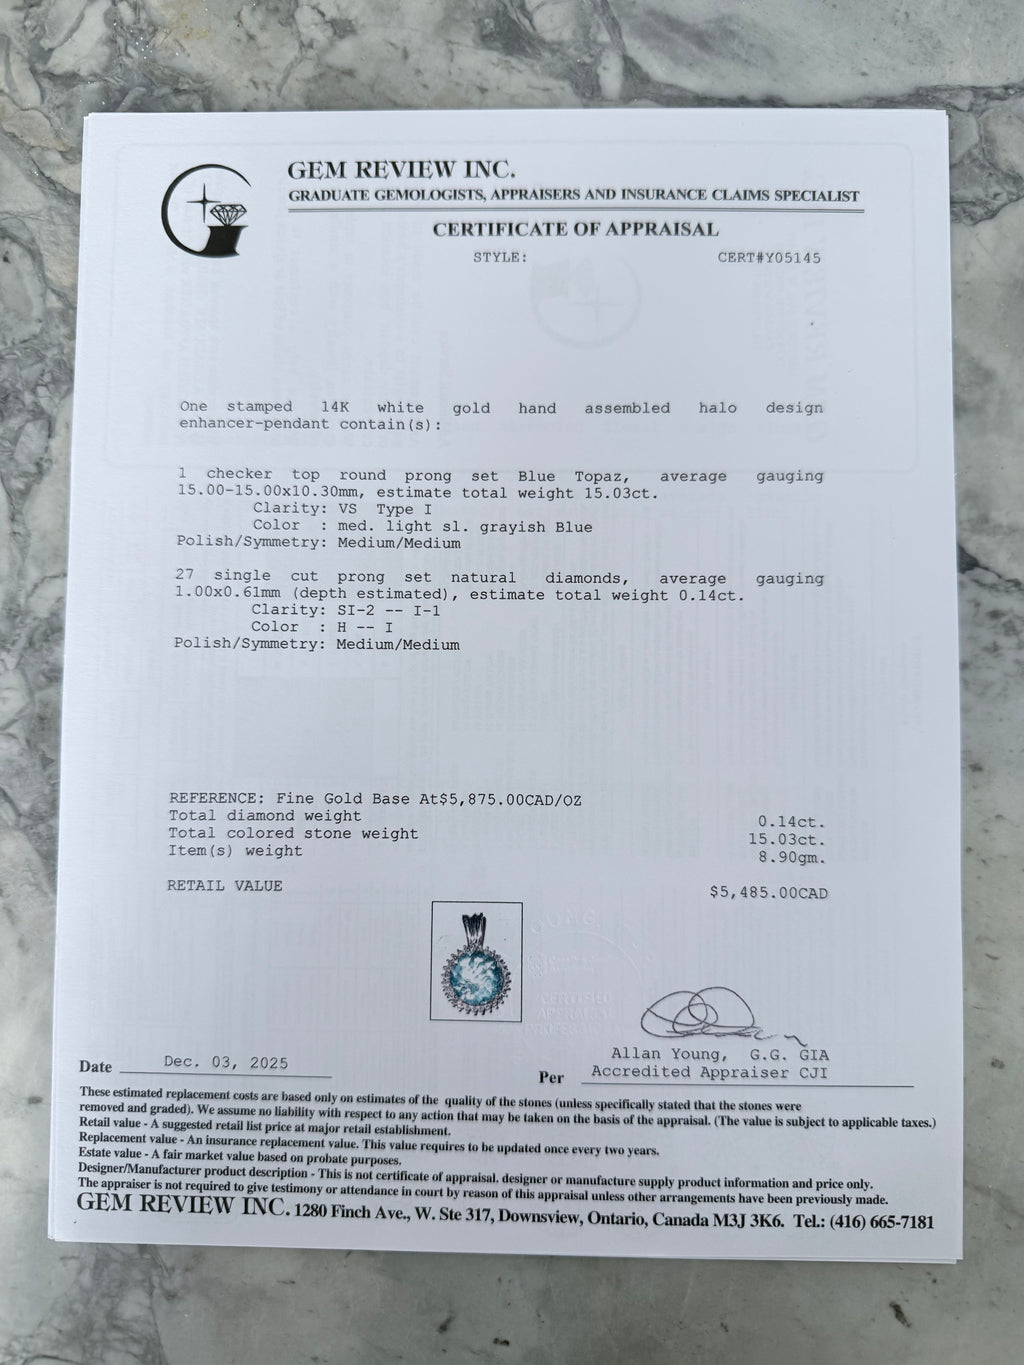 GEM REVIEW INC.
GRADUATE GEMOLOGISTS, APPRAISERS AND INSURANCE CLAIMS SPECIALIST
CERTIFICATE OF APPRAISAL
STYLE: CERT#Y05145
One stamped 14K white gold hand assembled halo design
enhancer-pendant contain(s):
1 checker top round prong set Blue Topaz, average gauging
15.00-15.00x10.30mm, estimate total weight 15.03ct.
Clarity: VS Type I
Color : med. light sl. grayish Blue
Polish/Symmetry: Medium/Medium
27 single cut prong set natural diamonds, average gauging
1.00x0.61mm (depth estimated), estimate total weight 0.14ct.
Clarity: SI-2 -- I-1
Color : H -- I
Polish/Symmetry: Medium/Medium
REFERENCE: Fine Gold Base At$5,875.00CAD/OZ
Total diamond weight 0.14ct.
Total colored stone weight 15.03ct.
Item(s) weight 8.90gm.
RETAIL VALUE $5,485.00CAD
CERTIFIED
APPRAISAL
Date Dec. 03, 2025
Allan Young, G.G. GIA
Per Accredited Appraiser CJI
These estimated replacement costs are based only on estimates of the quality of the stones (unless specifically stated that the stones were
removed and graded). We assume no liability with respect to any action that may be taken on the basis of the appraisal. (The value is subject to applicable taxes.)
Retail value - A suggested retail list price at major retail establishment.
Replacement value - An insurance replacement value. This value requires to be updated once every two years.
Estate value - A fair market value based on probate purposes.
Designer/Manufacturer product description - This is not certificate of appraisal. designer or manufacture supply product information and price only.
The appraiser is not required to give testimony or attendance in court by reason of this appraisal unless other arrangements have been previously made.
GEM REVIEW INC. 1280 Finch Ave., W. Ste 317, Downsview, Ontario, Canada M3J 3K6. Tel.: (416) 665-7181